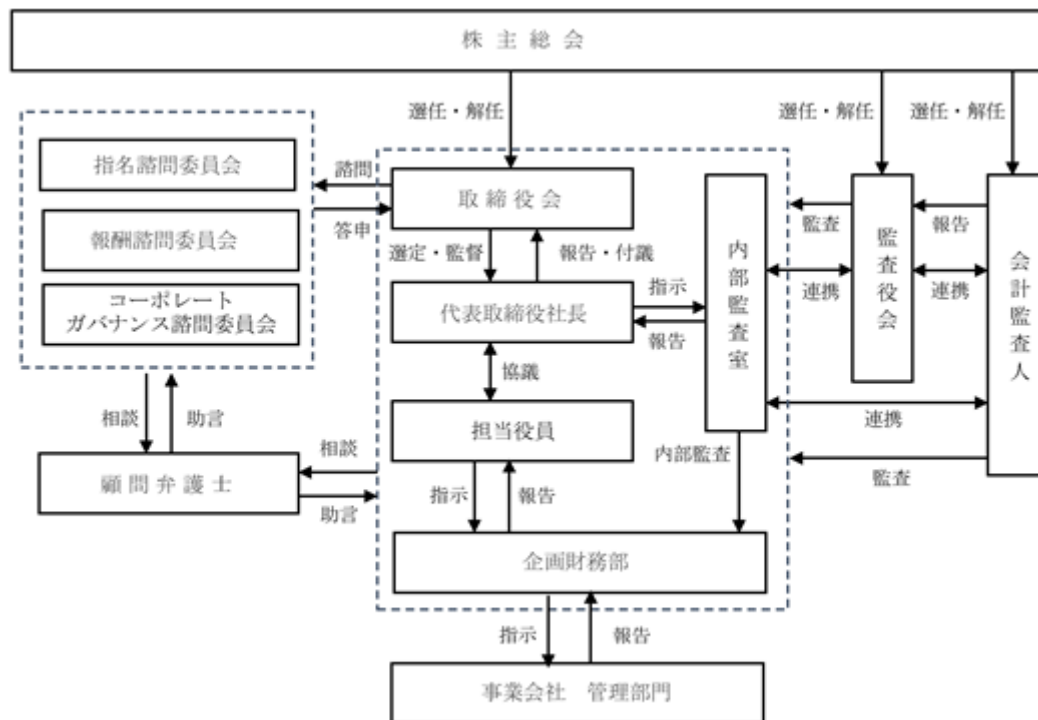 株主総会
選任・解任
選任・解任
選任・解任
指名諮問委員会
報酬諮問委員会
コーポレート
ガバナンス諮問委員会
諮問
答申
取締役会
選定・監督
報告・付議
代表取締役社長
指示
報告
内部監査室
監査
連携
監査役会
報告
連携
会計監査人
協議
担当役員
連携
内部監査
監査
相談
助言
顧問弁護士
相談
助言
指示
報告
企画財務部
指示
報告
事業会社　管理部門